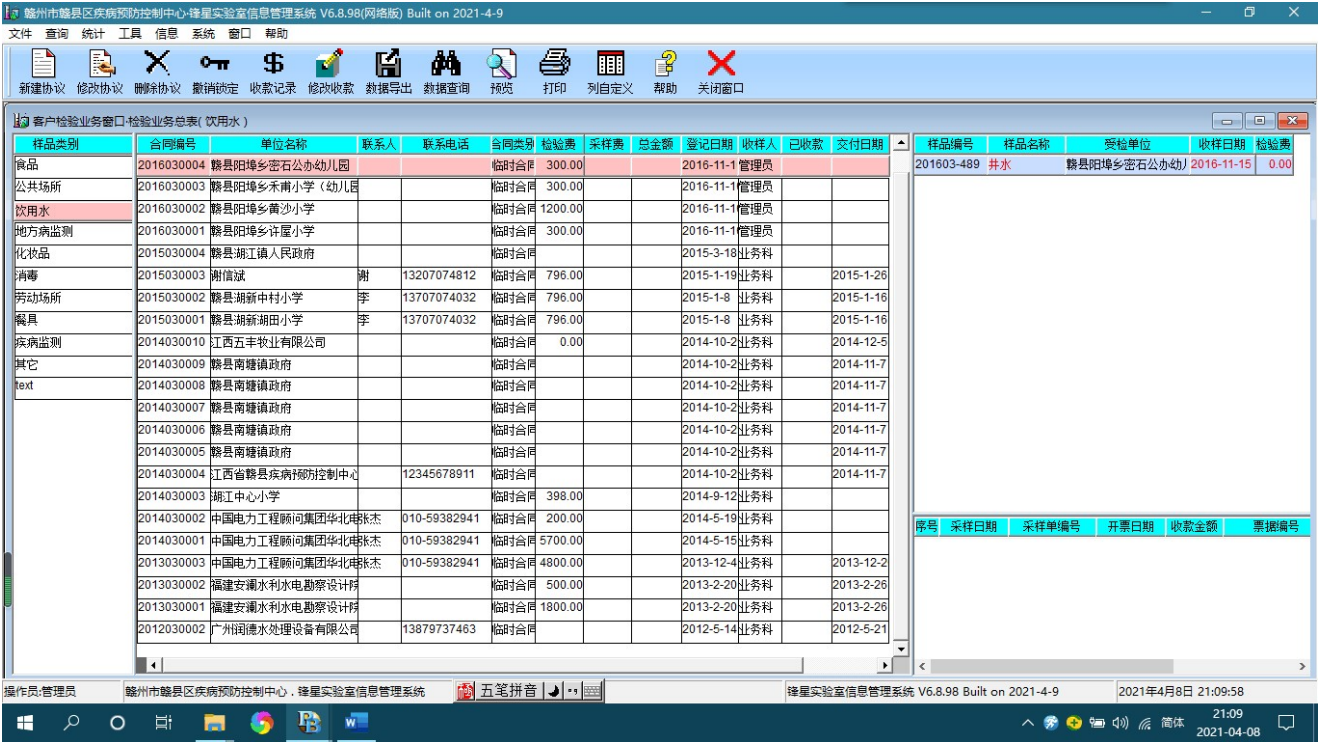 赣州市赣县区疾病预防控制中心·锋星实验室信息管理系统 V6.8.98(网络版) Built on 2021-4-9
文件 查询 统计 工具 信息 系统 窗口 帮助
新建协议 修改协议 删除协议 撤销锁定 收款记录 修改收款 数据导出 数据查询 预览 打印 列自定义 帮助 关闭窗口
客户检验业务窗口-检验业务总表( 饮用水 )
样品类别
食品
公共场所
饮用水
地方病监测
化妆品
消毒
劳动场所
餐具
疾病监测
其它
text
合同编号 单位名称 联系人 联系电话 合同类别 检验费 采样费 总金额 登记日期 收样人 已收款 交付日期
2016030004 赣县阳埠乡密石公办幼儿园 临时合同 300.00 2016-11-1 管理员
2016030003 赣县阳埠乡禾甫小学（幼儿园 临时合同 300.00 2016-11-1 管理员
2016030002 赣县阳埠乡黄沙小学 临时合同 1200.00 2016-11-1 管理员
2016030001 赣县阳埠乡许屋小学 临时合同 300.00 2016-11-1 管理员
2015030004 赣县湖江镇人民政府 临时合同 2015-3-18 业务科
2015030003 谢信斌 谢 13207074812 临时合同 796.00 2015-1-19 业务科 2015-1-26
2015030002 赣县湖新中村小学 李 13707074032 临时合同 796.00 2015-1-8 业务科 2015-1-16
2015030001 赣县湖新湖田小学 李 13707074032 临时合同 796.00 2015-1-8 业务科 2015-1-16
2014030010 江西五丰牧业有限公司 临时合同 0.00 2014-10-2 业务科 2014-12-5
2014030009 赣县南塘镇政府 临时合同 2014-10-2 业务科 2014-11-7
2014030008 赣县南塘镇政府 临时合同 2014-10-2 业务科 2014-11-7
2014030007 赣县南塘镇政府 临时合同 2014-10-2 业务科 2014-11-7
2014030006 赣县南塘镇政府 临时合同 2014-10-2 业务科 2014-11-7
2014030005 赣县南塘镇政府 临时合同 2014-10-2 业务科 2014-11-7
2014030004 江西省赣县疾病预防控制中心 12345678911 临时合同 2014-10-2 业务科 2014-11-7
2014030003 湖江中心小学 临时合同 398.00 2014-9-12 业务科
2014030002 中国电力工程顾问集团华北电 张杰 010-59382941 临时合同 200.00 2014-5-19 业务科
2014030001 中国电力工程顾问集团华北电 张杰 010-59382941 临时合同 5700.00 2014-5-15 业务科
2013030003 中国电力工程顾问集团华北电 张杰 010-59382941 临时合同 4800.00 2013-12-4 业务科 2013-12-2
2013030002 福建安澜水利水电勘察设计院 临时合同 500.00 2013-2-20 业务科 2013-2-26
2013030001 福建安澜水利水电勘察设计院 临时合同 1800.00 2013-2-20 业务科 2013-2-26
2012030002 广州润德水处理设备有限公司 13879737463 临时合同 2012-5-14 业务科 2012-5-21
样品编号 样品名称 受检单位 收样日期 检验费
201603-489 井水 赣县阳埠乡密石公办幼儿 2016-11-15 0.00
序号 采样日期 采样单编号 开票日期 收款金额 票据编号
操作员:管理员 赣州市赣县区疾病预防控制中心．锋星实验室信息管理系统 五笔拼音 锋星实验室信息管理系统 V6.8.98 Built on 2021-4-9 2021年4月8日 21:09:58
简体 21:09
2021-04-08